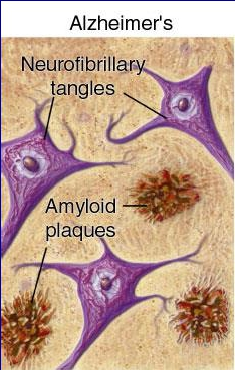 Alzheimer's
Neurofibrillary
tangles
Amyloid
plaques